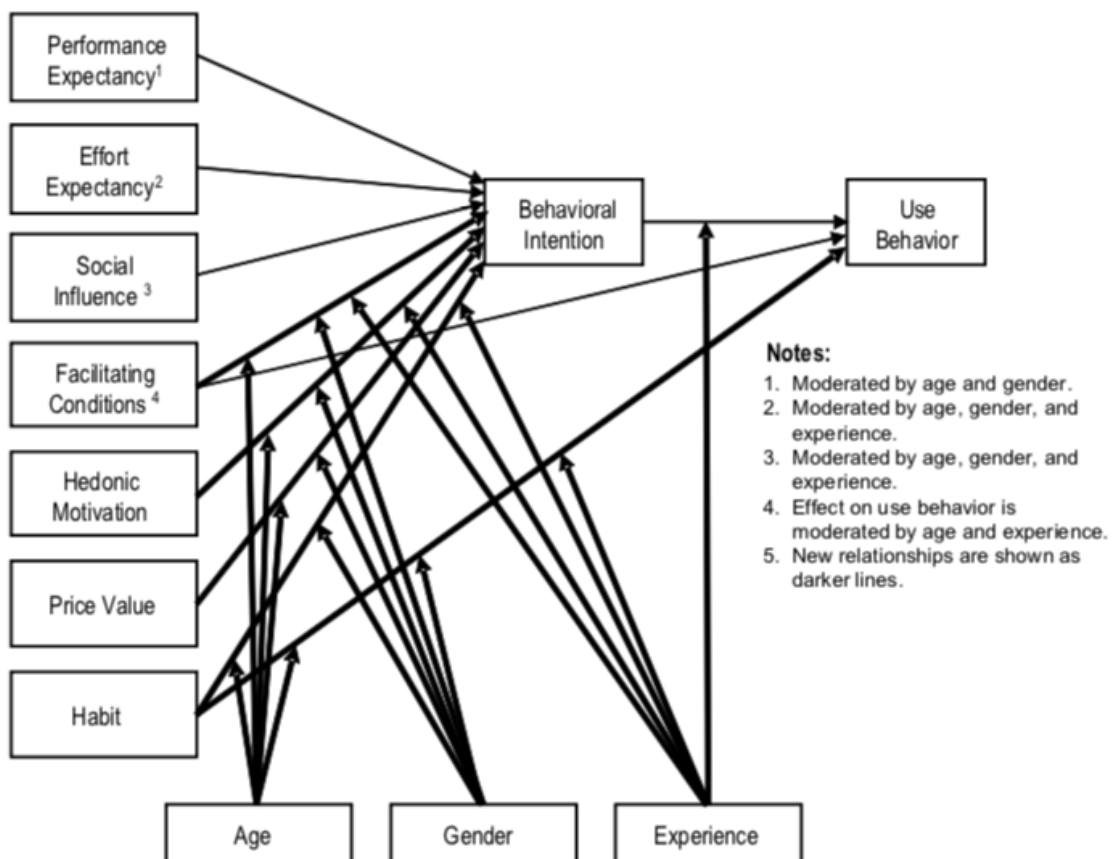 Performance
Expectancy1
Effort
Expectancy2
Social
Influence 3
Facilitating
Conditions 4
Hedonic
Motivation
Price Value
Habit
Behavioral
Intention
Use
Behavior
Notes:
1. Moderated by age and gender.
2. Moderated by age, gender, and
experience.
3. Moderated by age, gender, and
experience.
4. Effect on use behavior is
moderated by age and experience.
5. New relationships are shown as
darker lines.
Age
Gender
Experience